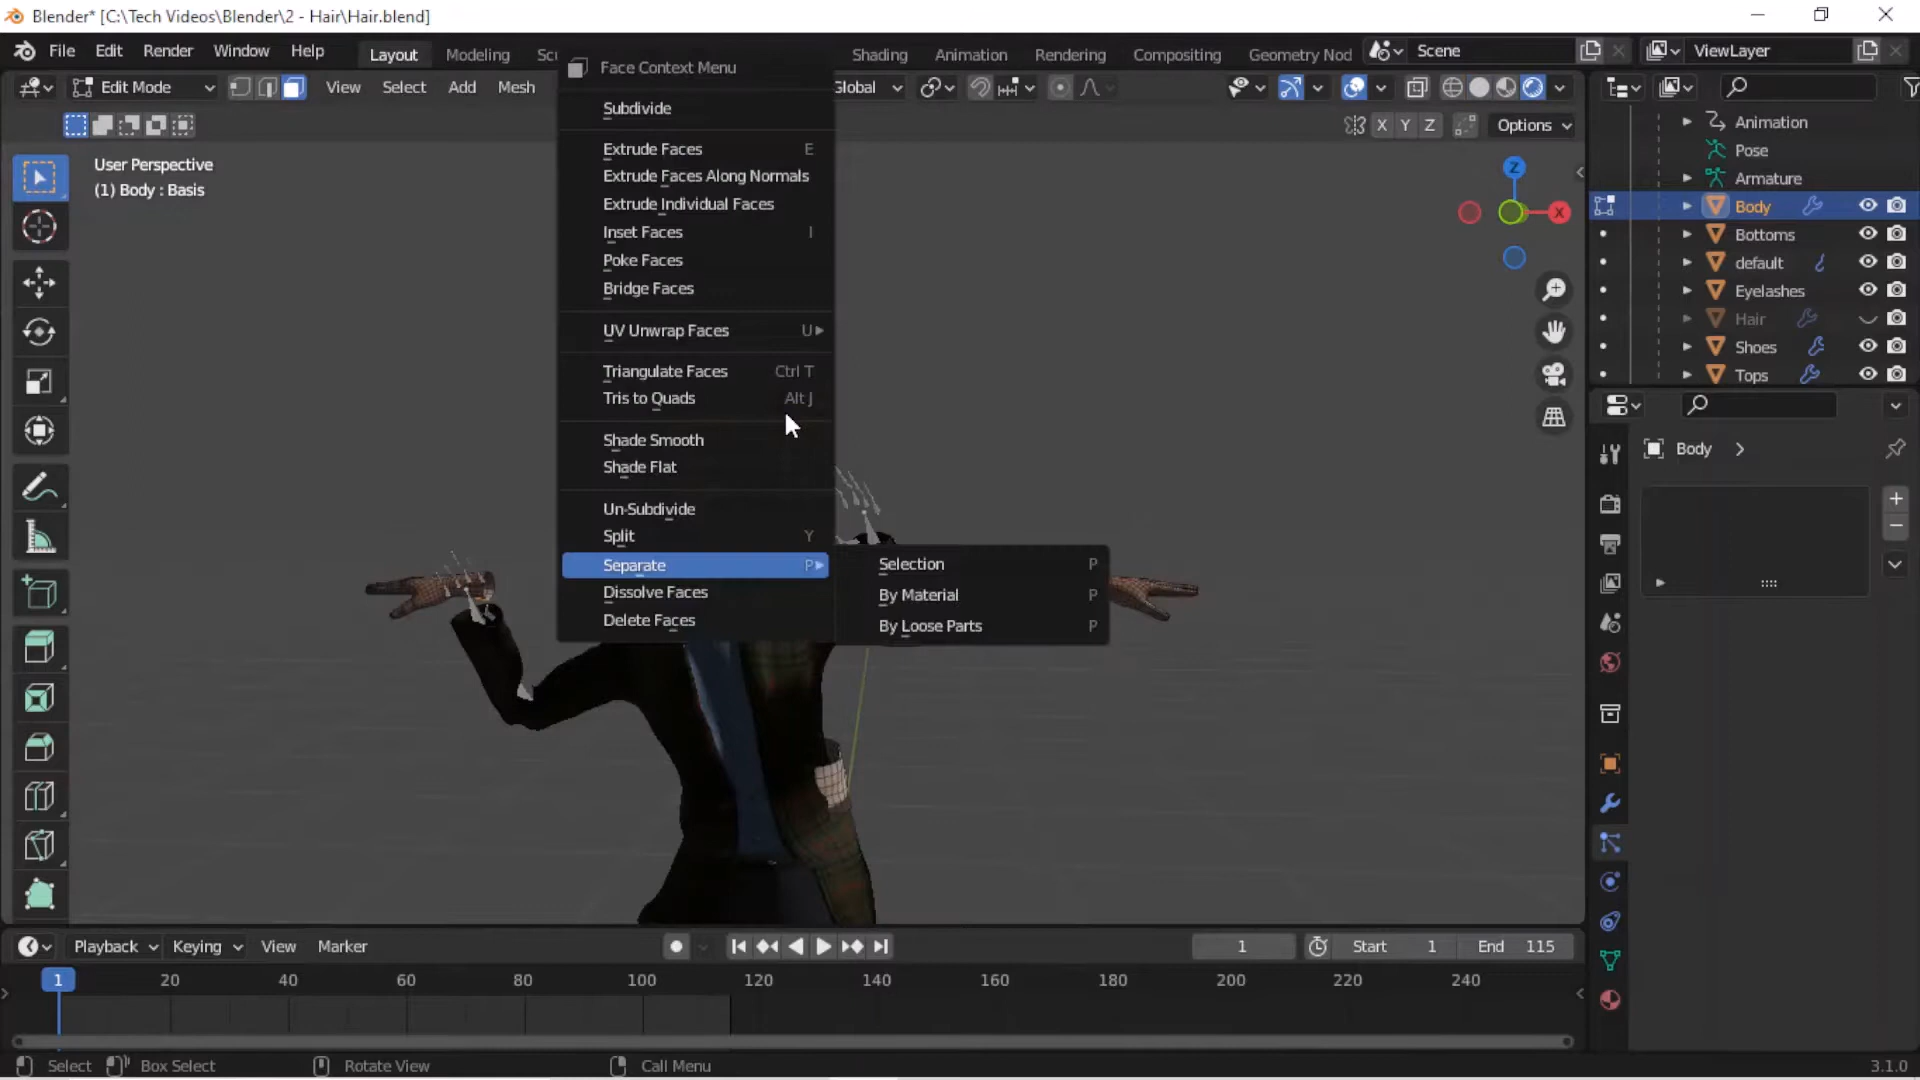 Blender* [C:\Tech Videos\Blender\2 - Hair\Hair.blend]
File Edit Render Window Help Layout Modeling Shading Animation Rendering Compositing Geometry Nod Scene ViewLayer
Edit Mode View Select Add Mesh Global
X Y Z Options
User Perspective
(1) Body : Basis
Face Context Menu
Subdivide
Extrude Faces E
Extrude Faces Along Normals
Extrude Individual Faces
Inset Faces I
Poke Faces
Bridge Faces
UV Unwrap Faces U
Triangulate Faces Ctrl T
Tris to Quads Alt J
Shade Smooth
Shade Flat
Un-Subdivide
Split Y
Separate P
Dissolve Faces
Delete Faces
Selection P
By Material P
By Loose Parts P
Z
X
Animation
Pose
Armature
Body
Bottoms
default
Eyelashes
Hair
Shoes
Tops
Body
Playback Keying View Marker 1 Start 1 End 115
1 20 40 60 80 100 120 140 160 180 200 220 240
Select Box Select Rotate View Call Menu 3.1.0